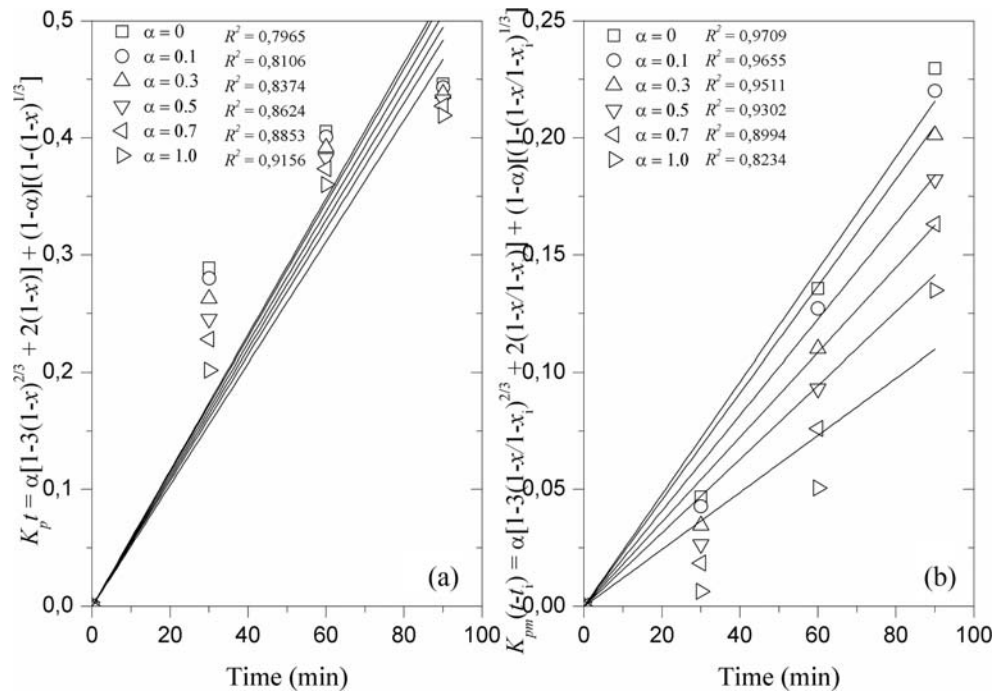 K_p t = α[1-3(1-x)^{2/3} + 2(1-x)] + (1-α)[(1-(1-x)^{1/3}]
0,5
0,4
0,3
0,2
0,1
0,0
α = 0 R² = 0,7965
α = 0.1 R² = 0,8106
α = 0.3 R² = 0,8374
α = 0.5 R² = 0,8624
α = 0.7 R² = 0,8853
α = 1.0 R² = 0,9156
(a)
0 20 40 60 80 100
Time (min)
K_{pm}(t-t_i) = α[1-3(1-x/1-x_i)^{2/3} + 2(1-x/1-x)] + (1-α)[(1-(1-x/1-x_i)^{1/3}]
0,25
0,20
0,15
0,10
0,05
0,00
α = 0 R² = 0,9709
α = 0.1 R² = 0,9655
α = 0.3 R² = 0,9511
α = 0.5 R² = 0,9302
α = 0.7 R² = 0,8994
α = 1.0 R² = 0,8234
(b)
0 20 40 60 80 100
Time (min)